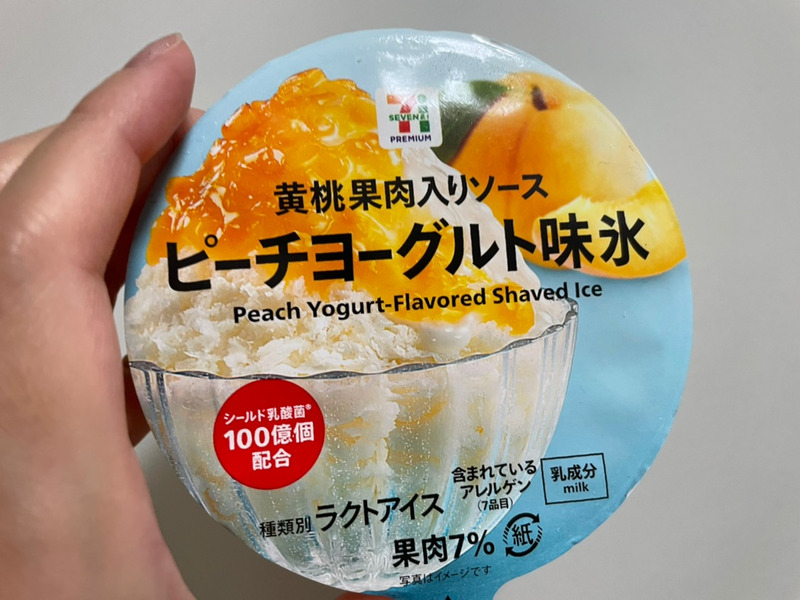 SEVEN&i
PREMIUM
黄桃果肉入りソース
ピーチヨーグルト味氷
Peach Yogurt-Flavored Shaved Ice
シールド乳酸菌®
100億個
配合
種類別 ラクトアイス
含まれている
アレルゲン
(7品目)
乳成分
milk
果肉7%
紙
写真はイメージです